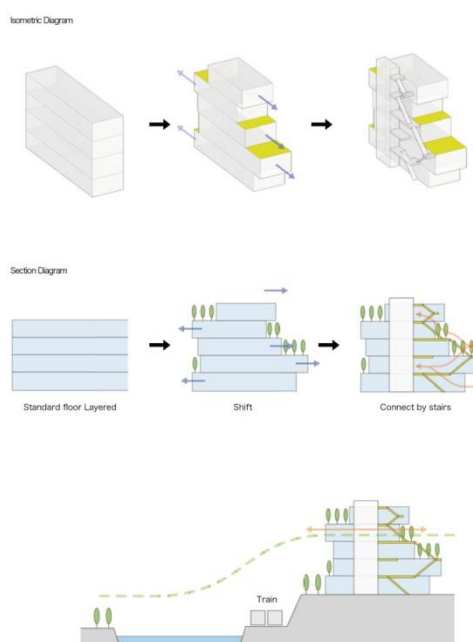 Isometric Diagram
Section Diagram
Standard floor Layered
Shift
Connect by stairs
Train